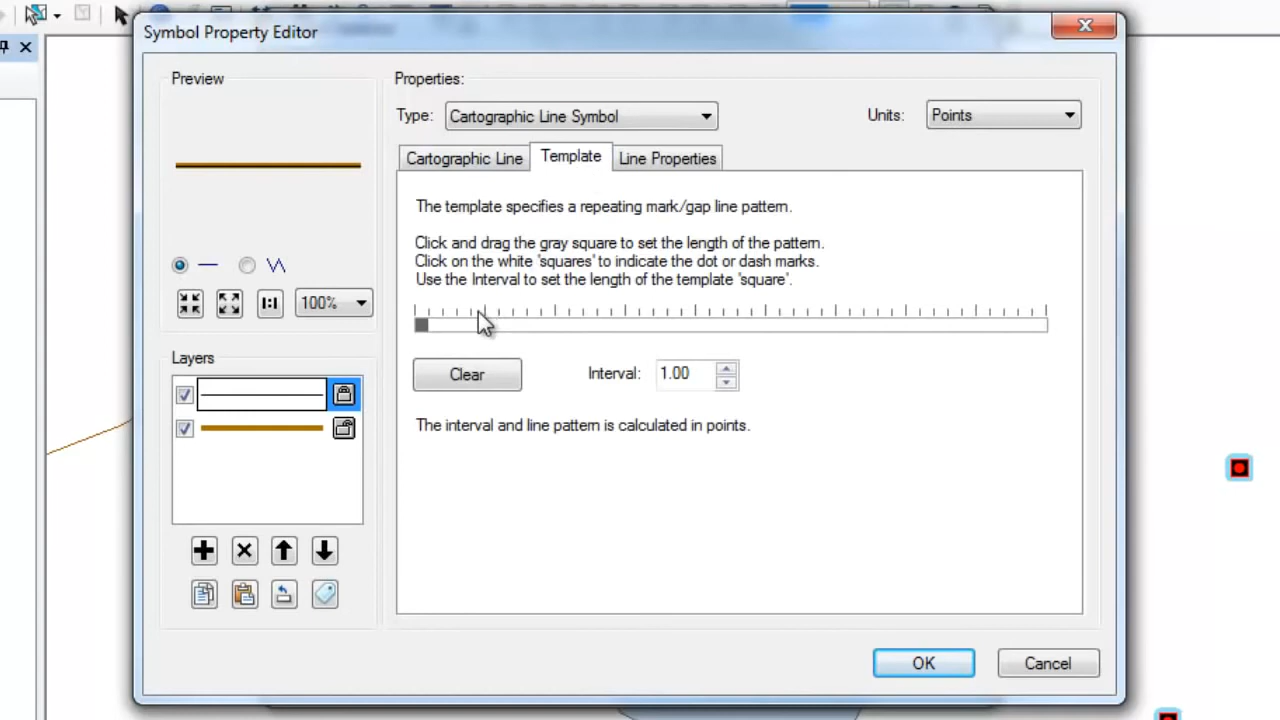 Symbol Property Editor
Preview
Properties:
Type:
Cartographic Line Symbol
Units:
Points
Cartographic Line
Template
Line Properties
The template specifies a repeating mark/gap line pattern.
Click and drag the gray square to set the length of the pattern.
Click on the white 'squares' to indicate the dot or dash marks.
Use the Interval to set the length of the template 'square'.
1:1
100%
Clear
Interval:
1.00
Layers
The interval and line pattern is calculated in points.
OK
Cancel